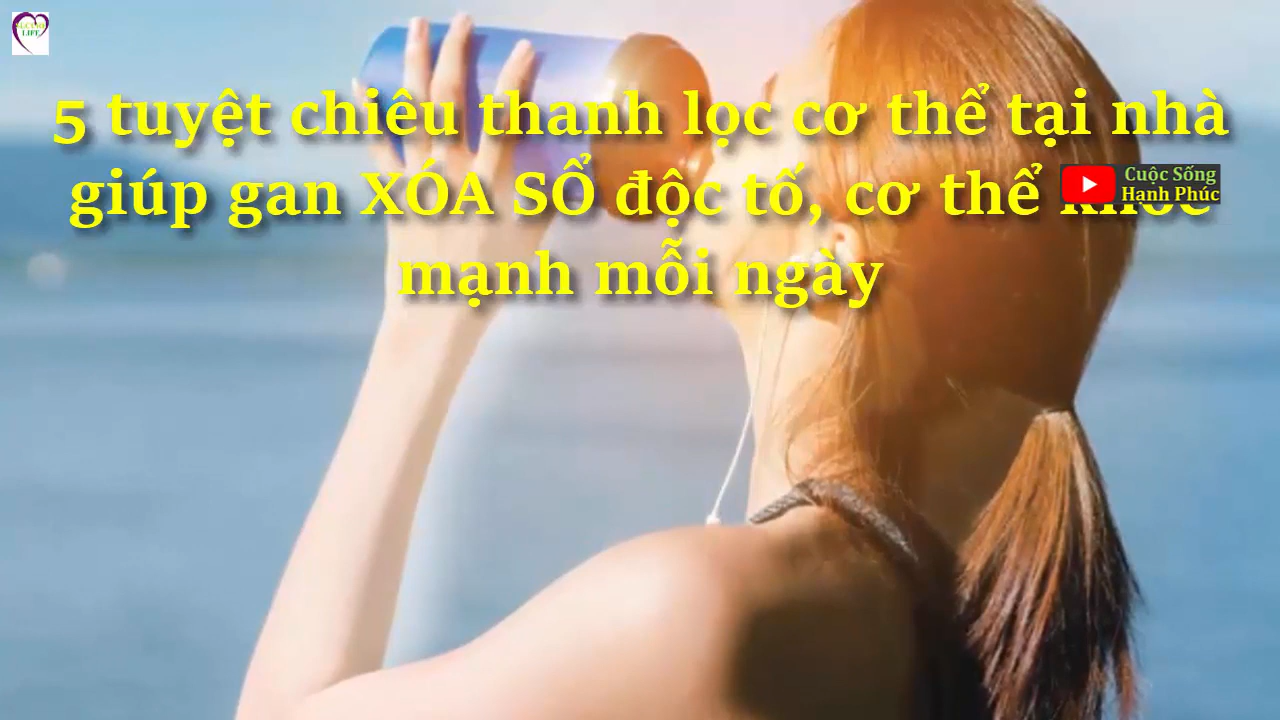 5 tuyệt chiêu thanh lọc cơ thể tại nhà
giúp gan XÓA SỔ độc tố, cơ thể
mạnh mỗi ngày
Cuộc Sống
Hạnh Phúc
LIFE